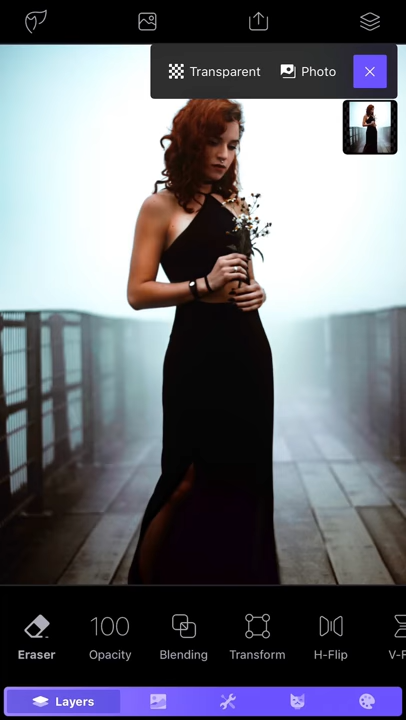 Transparent Photo
Eraser 100 Opacity Blending Transform H-Flip V-F
Layers